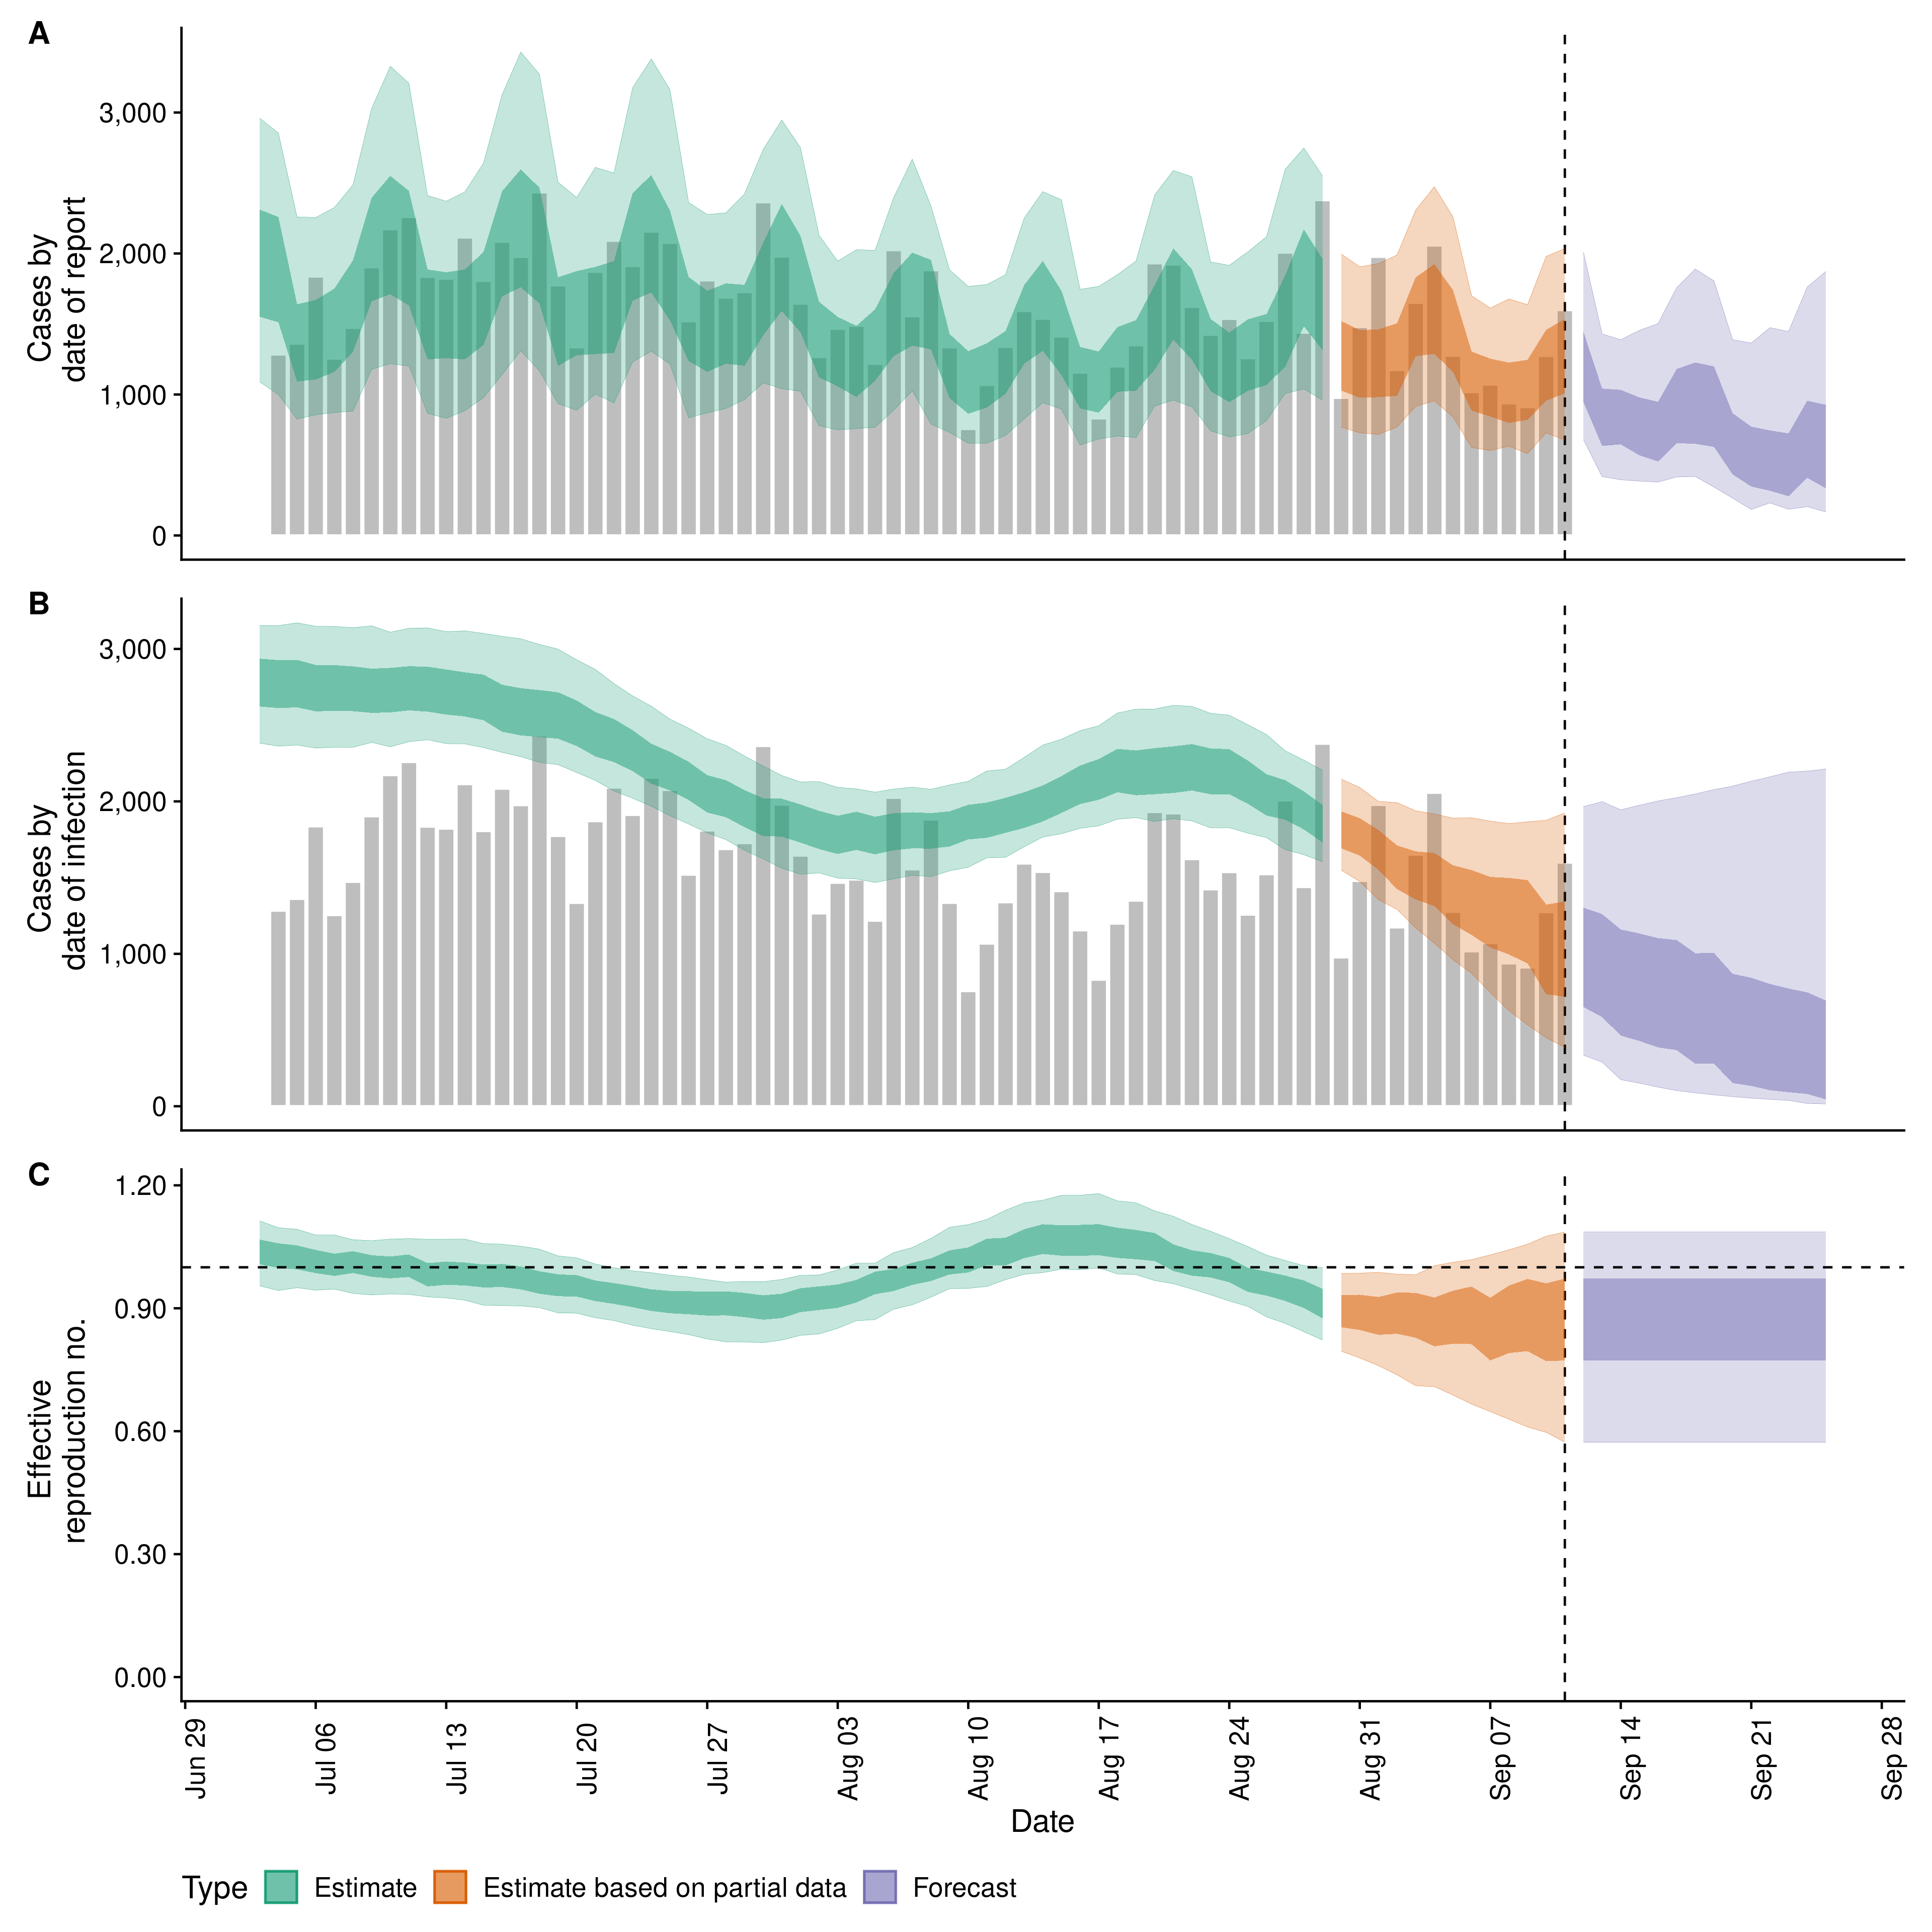 A
Cases by
date of report
3,000
2,000
1,000
0
B
Cases by
date of infection
3,000
2,000
1,000
0
C
Effective
reproduction no.
1.20
0.90
0.60
0.30
0.00
Jun 29
Jul 06
Jul 13
Jul 20
Jul 27
Aug 03
Aug 10
Aug 17
Aug 24
Aug 31
Sep 07
Sep 14
Sep 21
Sep 28
Date
Type Estimate Estimate based on partial data Forecast